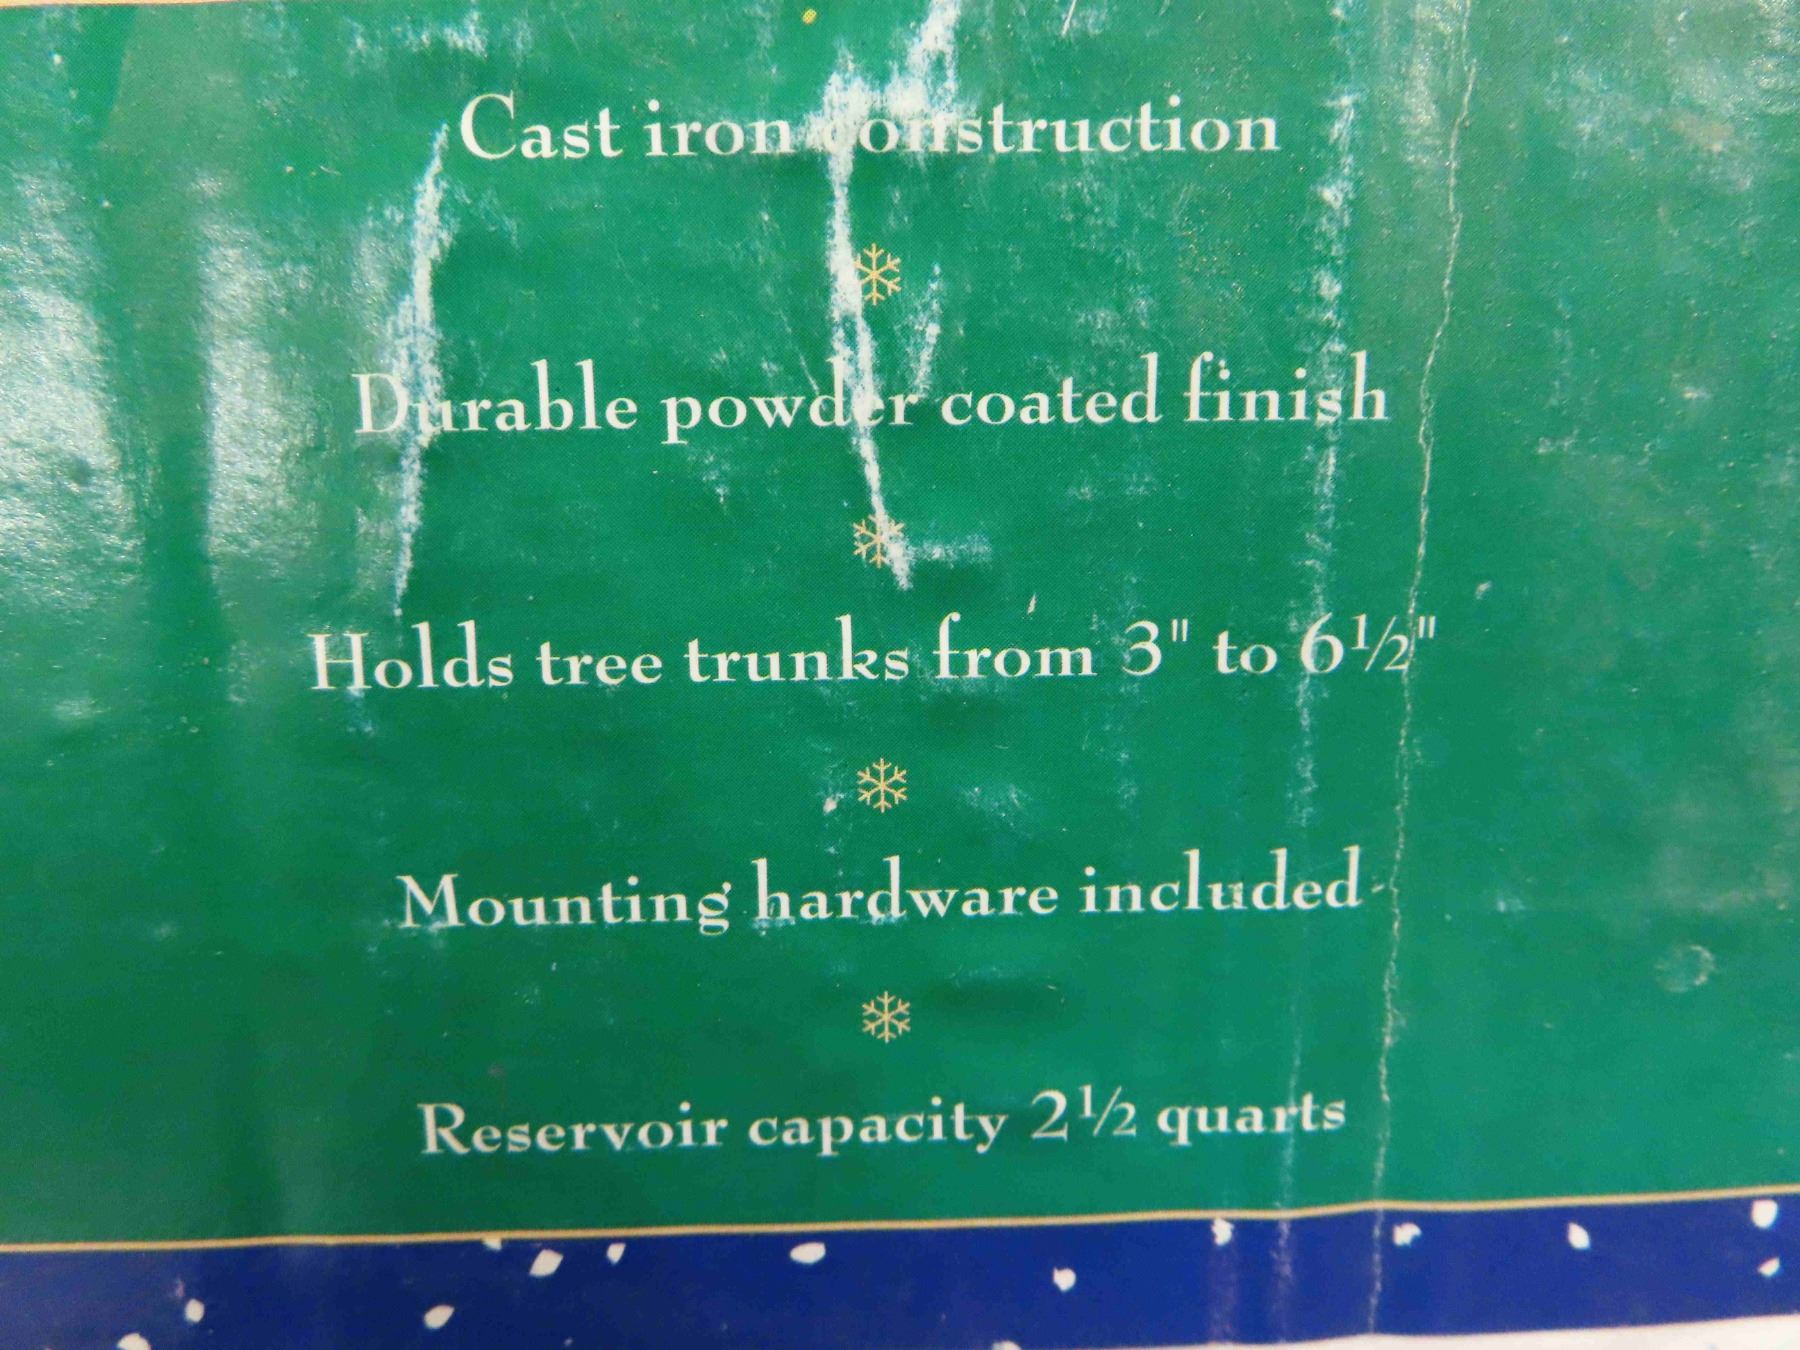 Cast iron construction
Durable powder coated finish
Holds tree trunks from 3" to 6½"
Mounting hardware included
Reservoir capacity 2½ quarts